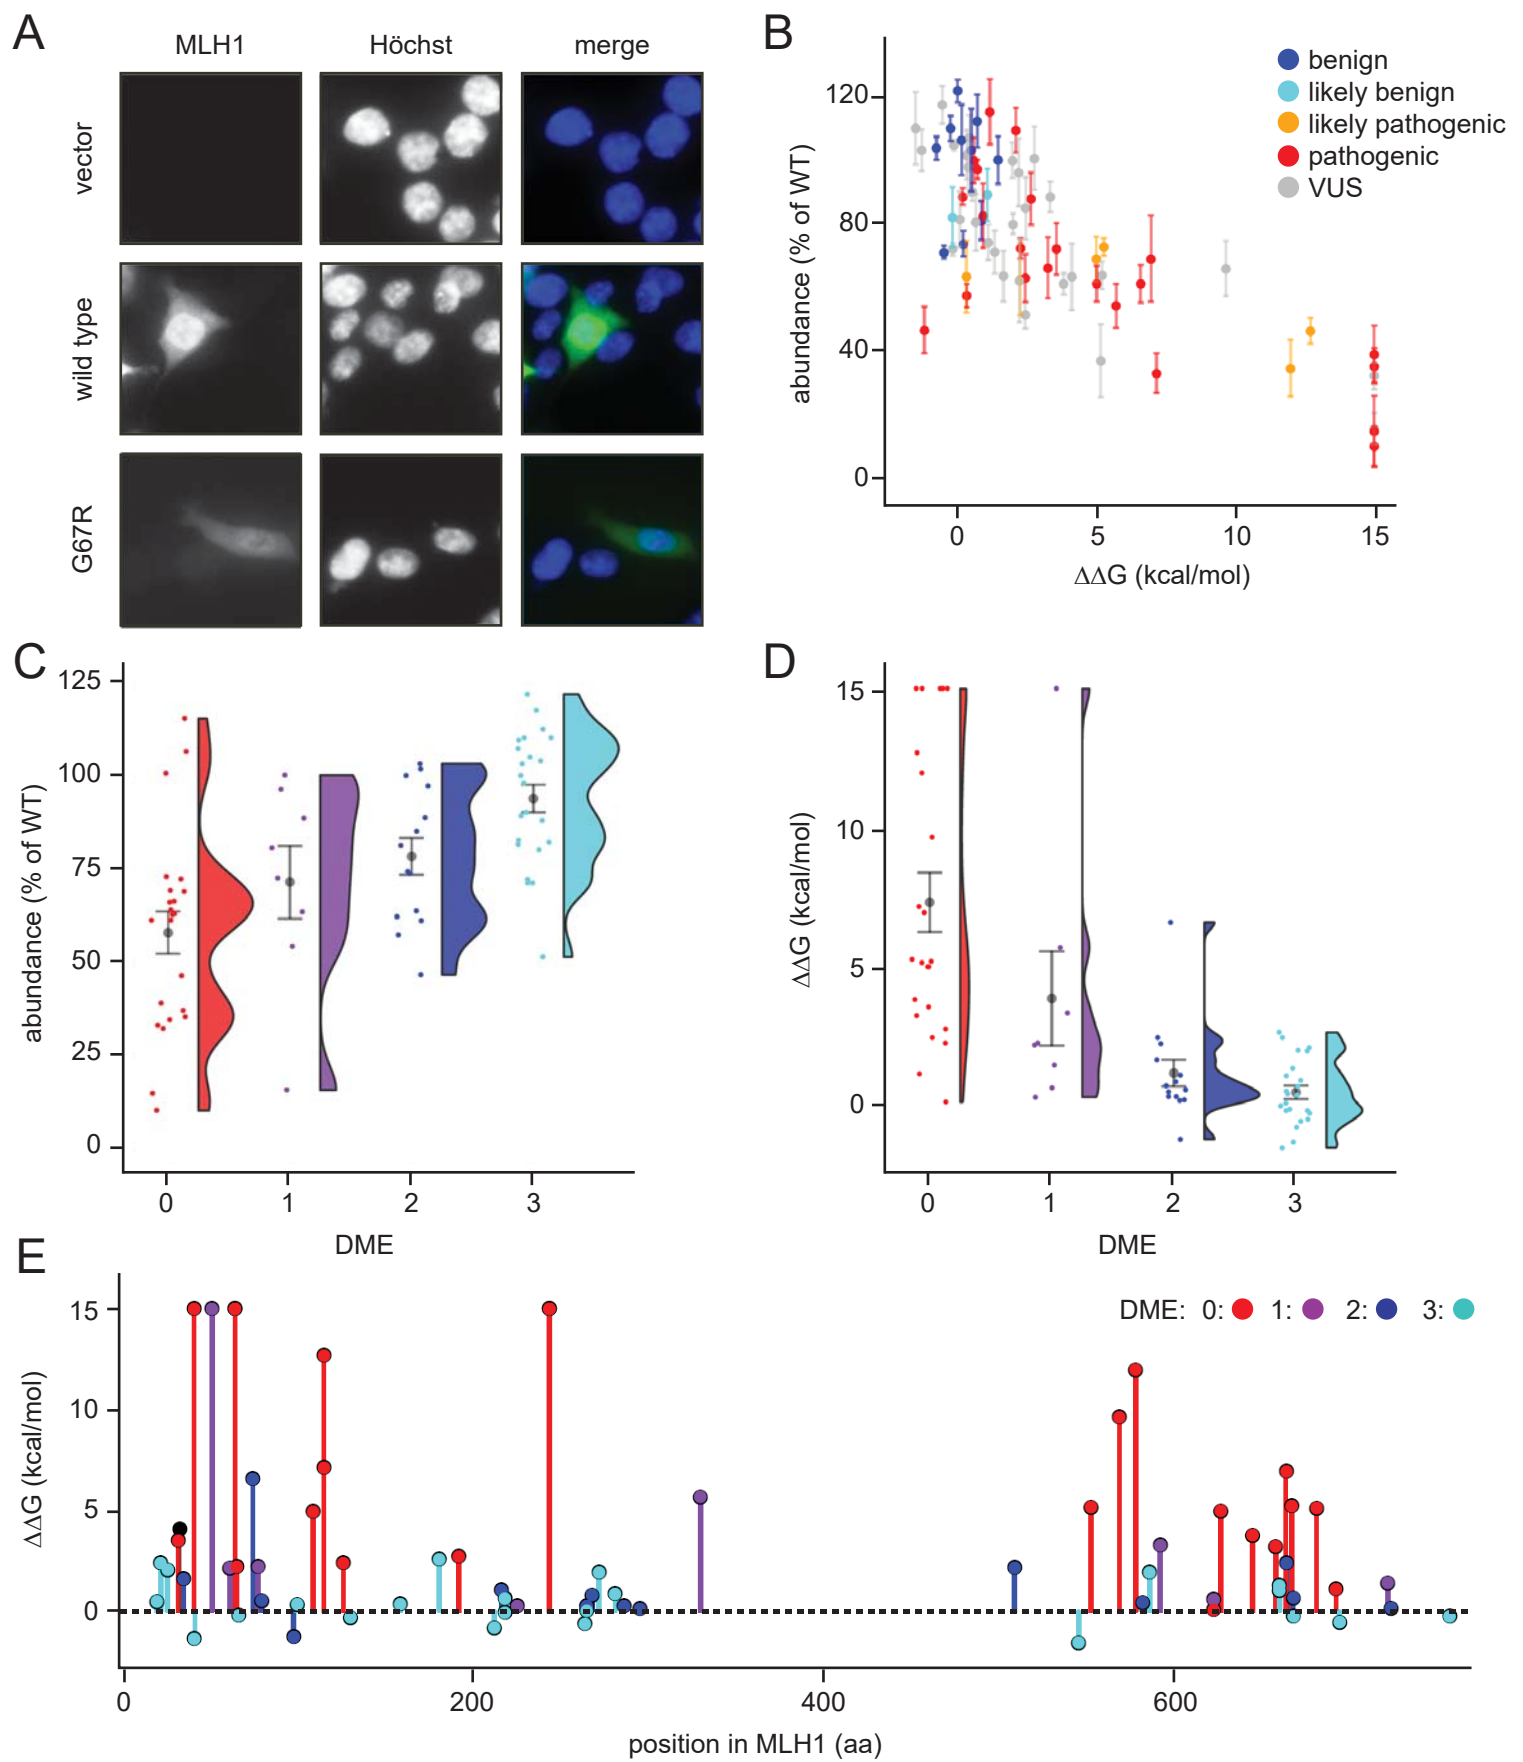 A
MLH1 Höchst merge
vector
wild type
G67R
B
benign
likely benign
likely pathogenic
pathogenic
VUS
abundance (% of WT)
120
80
40
0
0 5 10 15
ΔΔG (kcal/mol)
C
abundance (% of WT)
125
100
75
50
25
0
0 1 2 3
DME
D
ΔΔG (kcal/mol)
15
10
5
0
0 1 2 3
DME
E
DME: 0: 1: 2: 3:
ΔΔG (kcal/mol)
15
10
5
0
0 200 400 600
position in MLH1 (aa)